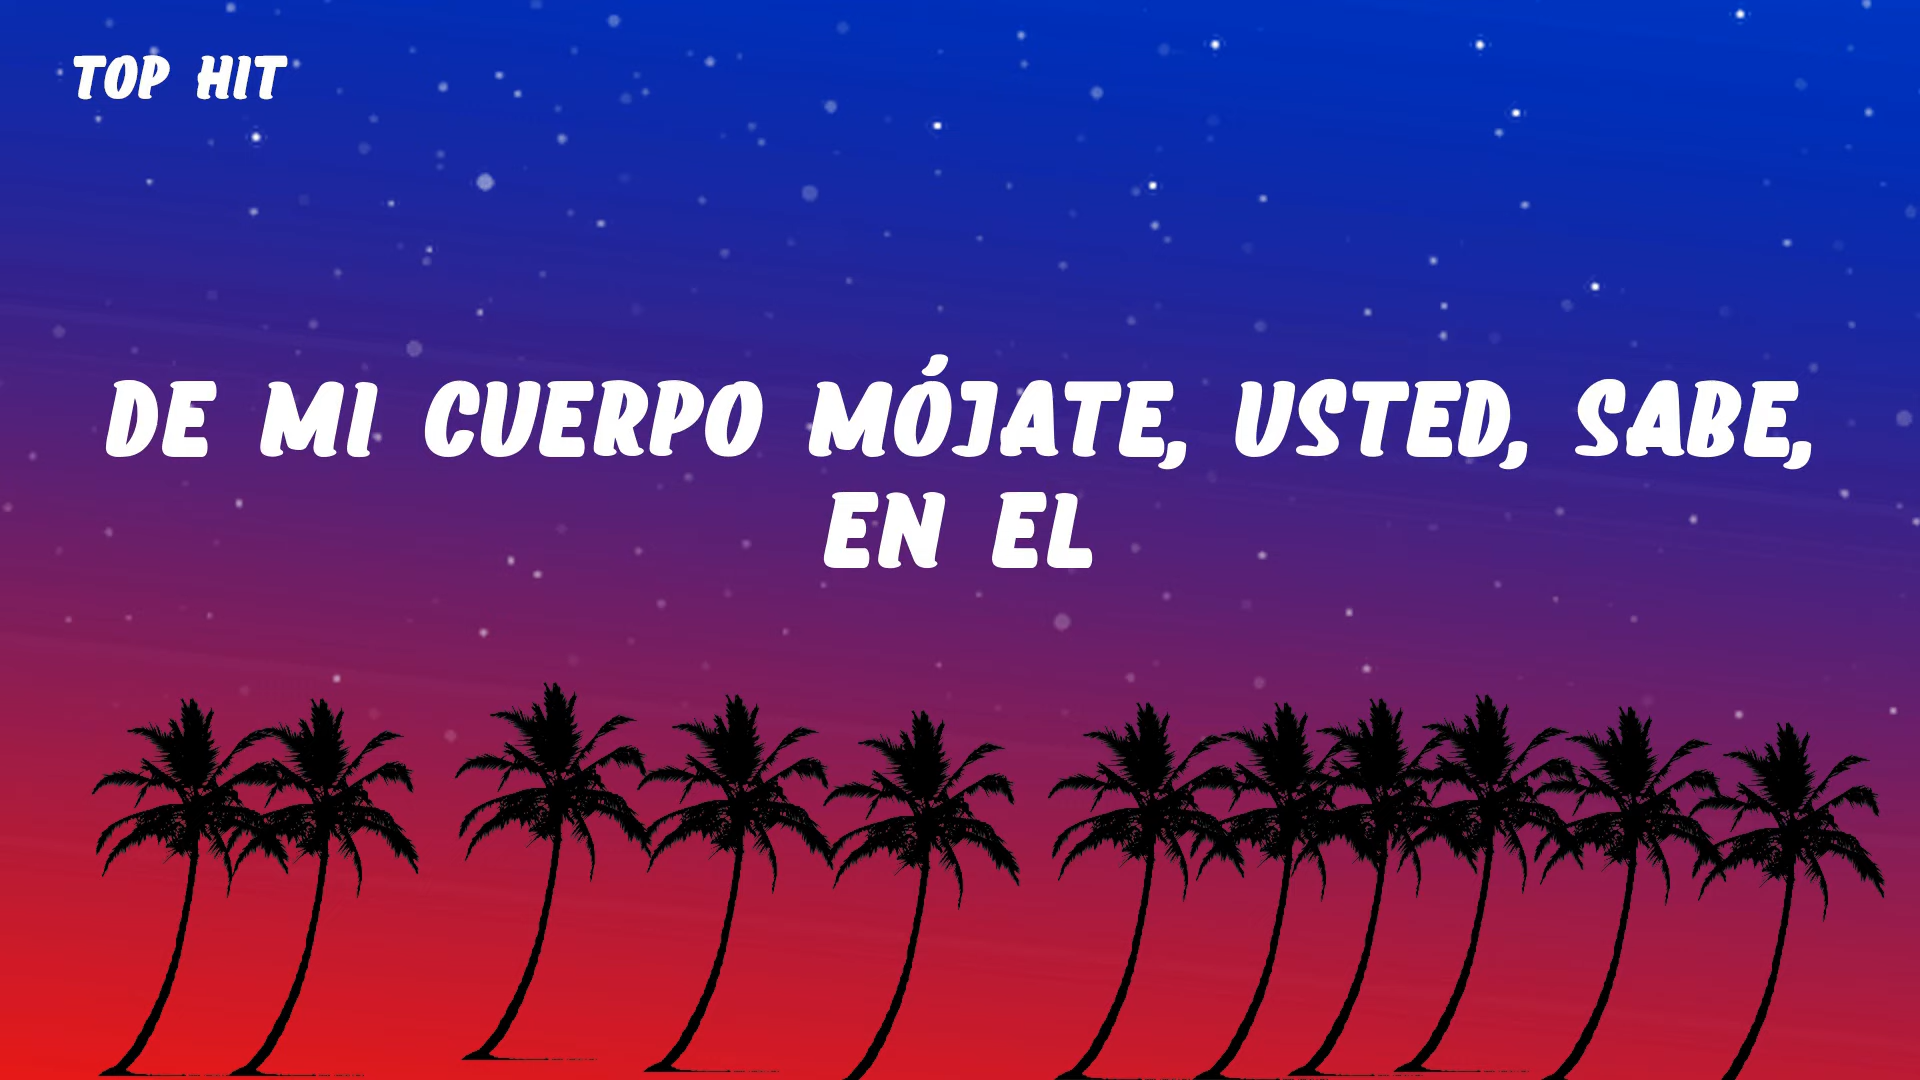 TOP HIT
DE MI CUERPO MÓJATE, USTED, SABE,
EN EL